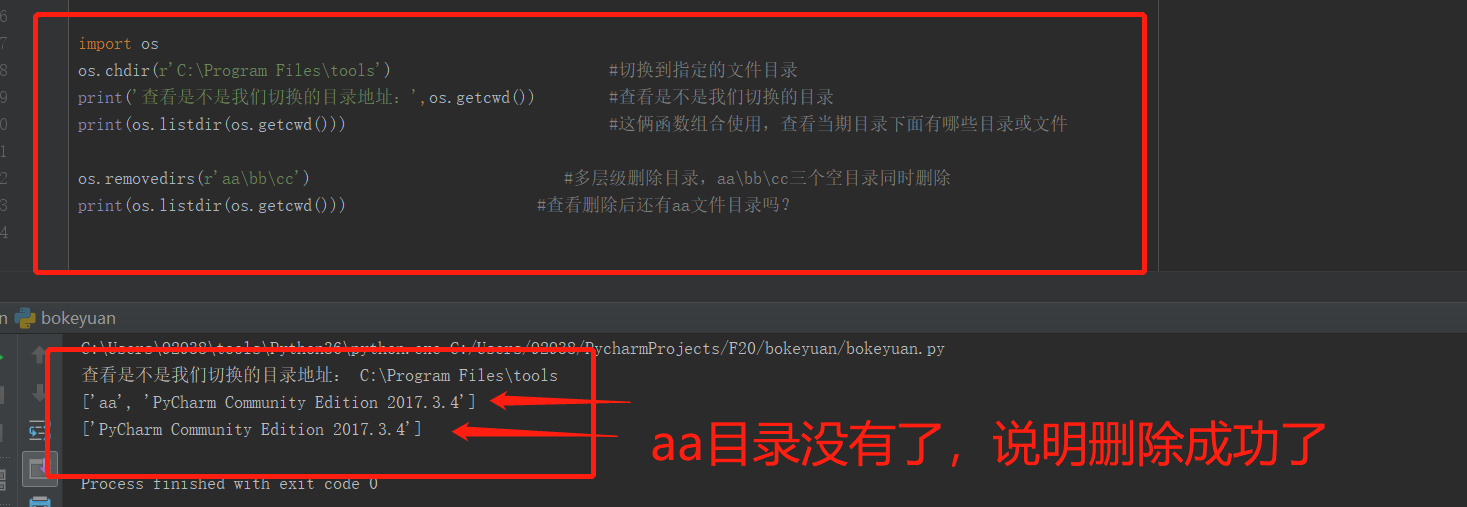 6
7 import os
8 os.chdir(r'C:\Program Files\tools') #切换到指定的文件目录
9 print('查看是不是我们切换的目录地址：',os.getcwd()) #查看是不是我们切换的目录
0 print(os.listdir(os.getcwd())) #这俩函数组合使用，查看当期目录下面有哪些目录或文件
1
2 os.removedirs(r'aa\bb\cc') #多层级删除目录，aa\bb\cc三个空目录同时删除
3 print(os.listdir(os.getcwd())) #查看删除后还有aa文件目录吗？
4
n bokeyuan
C:\Users\92938\tools\Python36\python.exe C:/Users/92938/PycharmProjects/F20/bokeyuan/bokeyuan.py
查看是不是我们切换的目录地址： C:\Program Files\tools
['aa', 'PyCharm Community Edition 2017.3.4']
['PyCharm Community Edition 2017.3.4']
aa目录没有了，说明删除成功了
Process finished with exit code 0